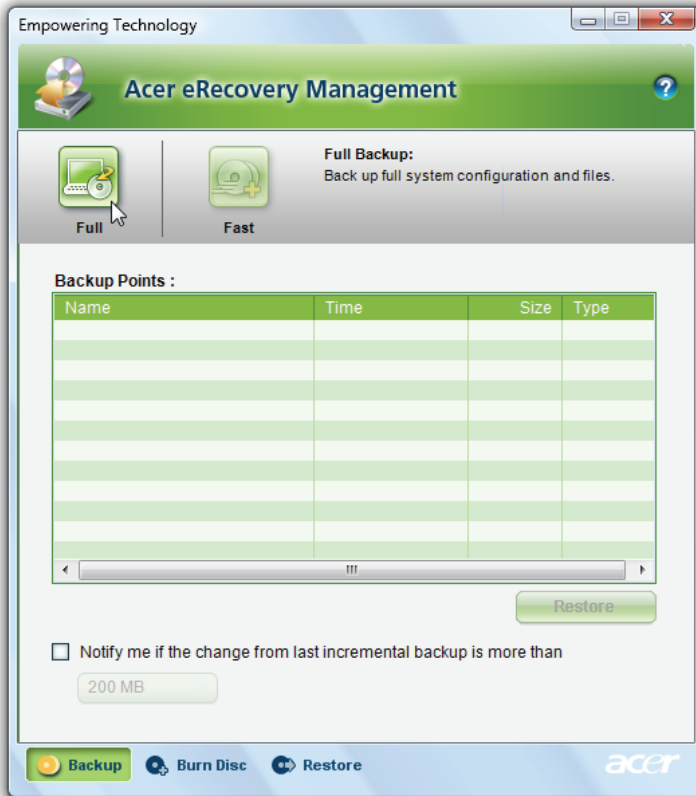 Empowering Technology
Acer eRecovery Management
?
Full
Fast
Full Backup:
Back up full system configuration and files.
Backup Points :
Name Time Size Type
Restore
Notify me if the change from last incremental backup is more than
200 MB
Backup Burn Disc Restore
acer